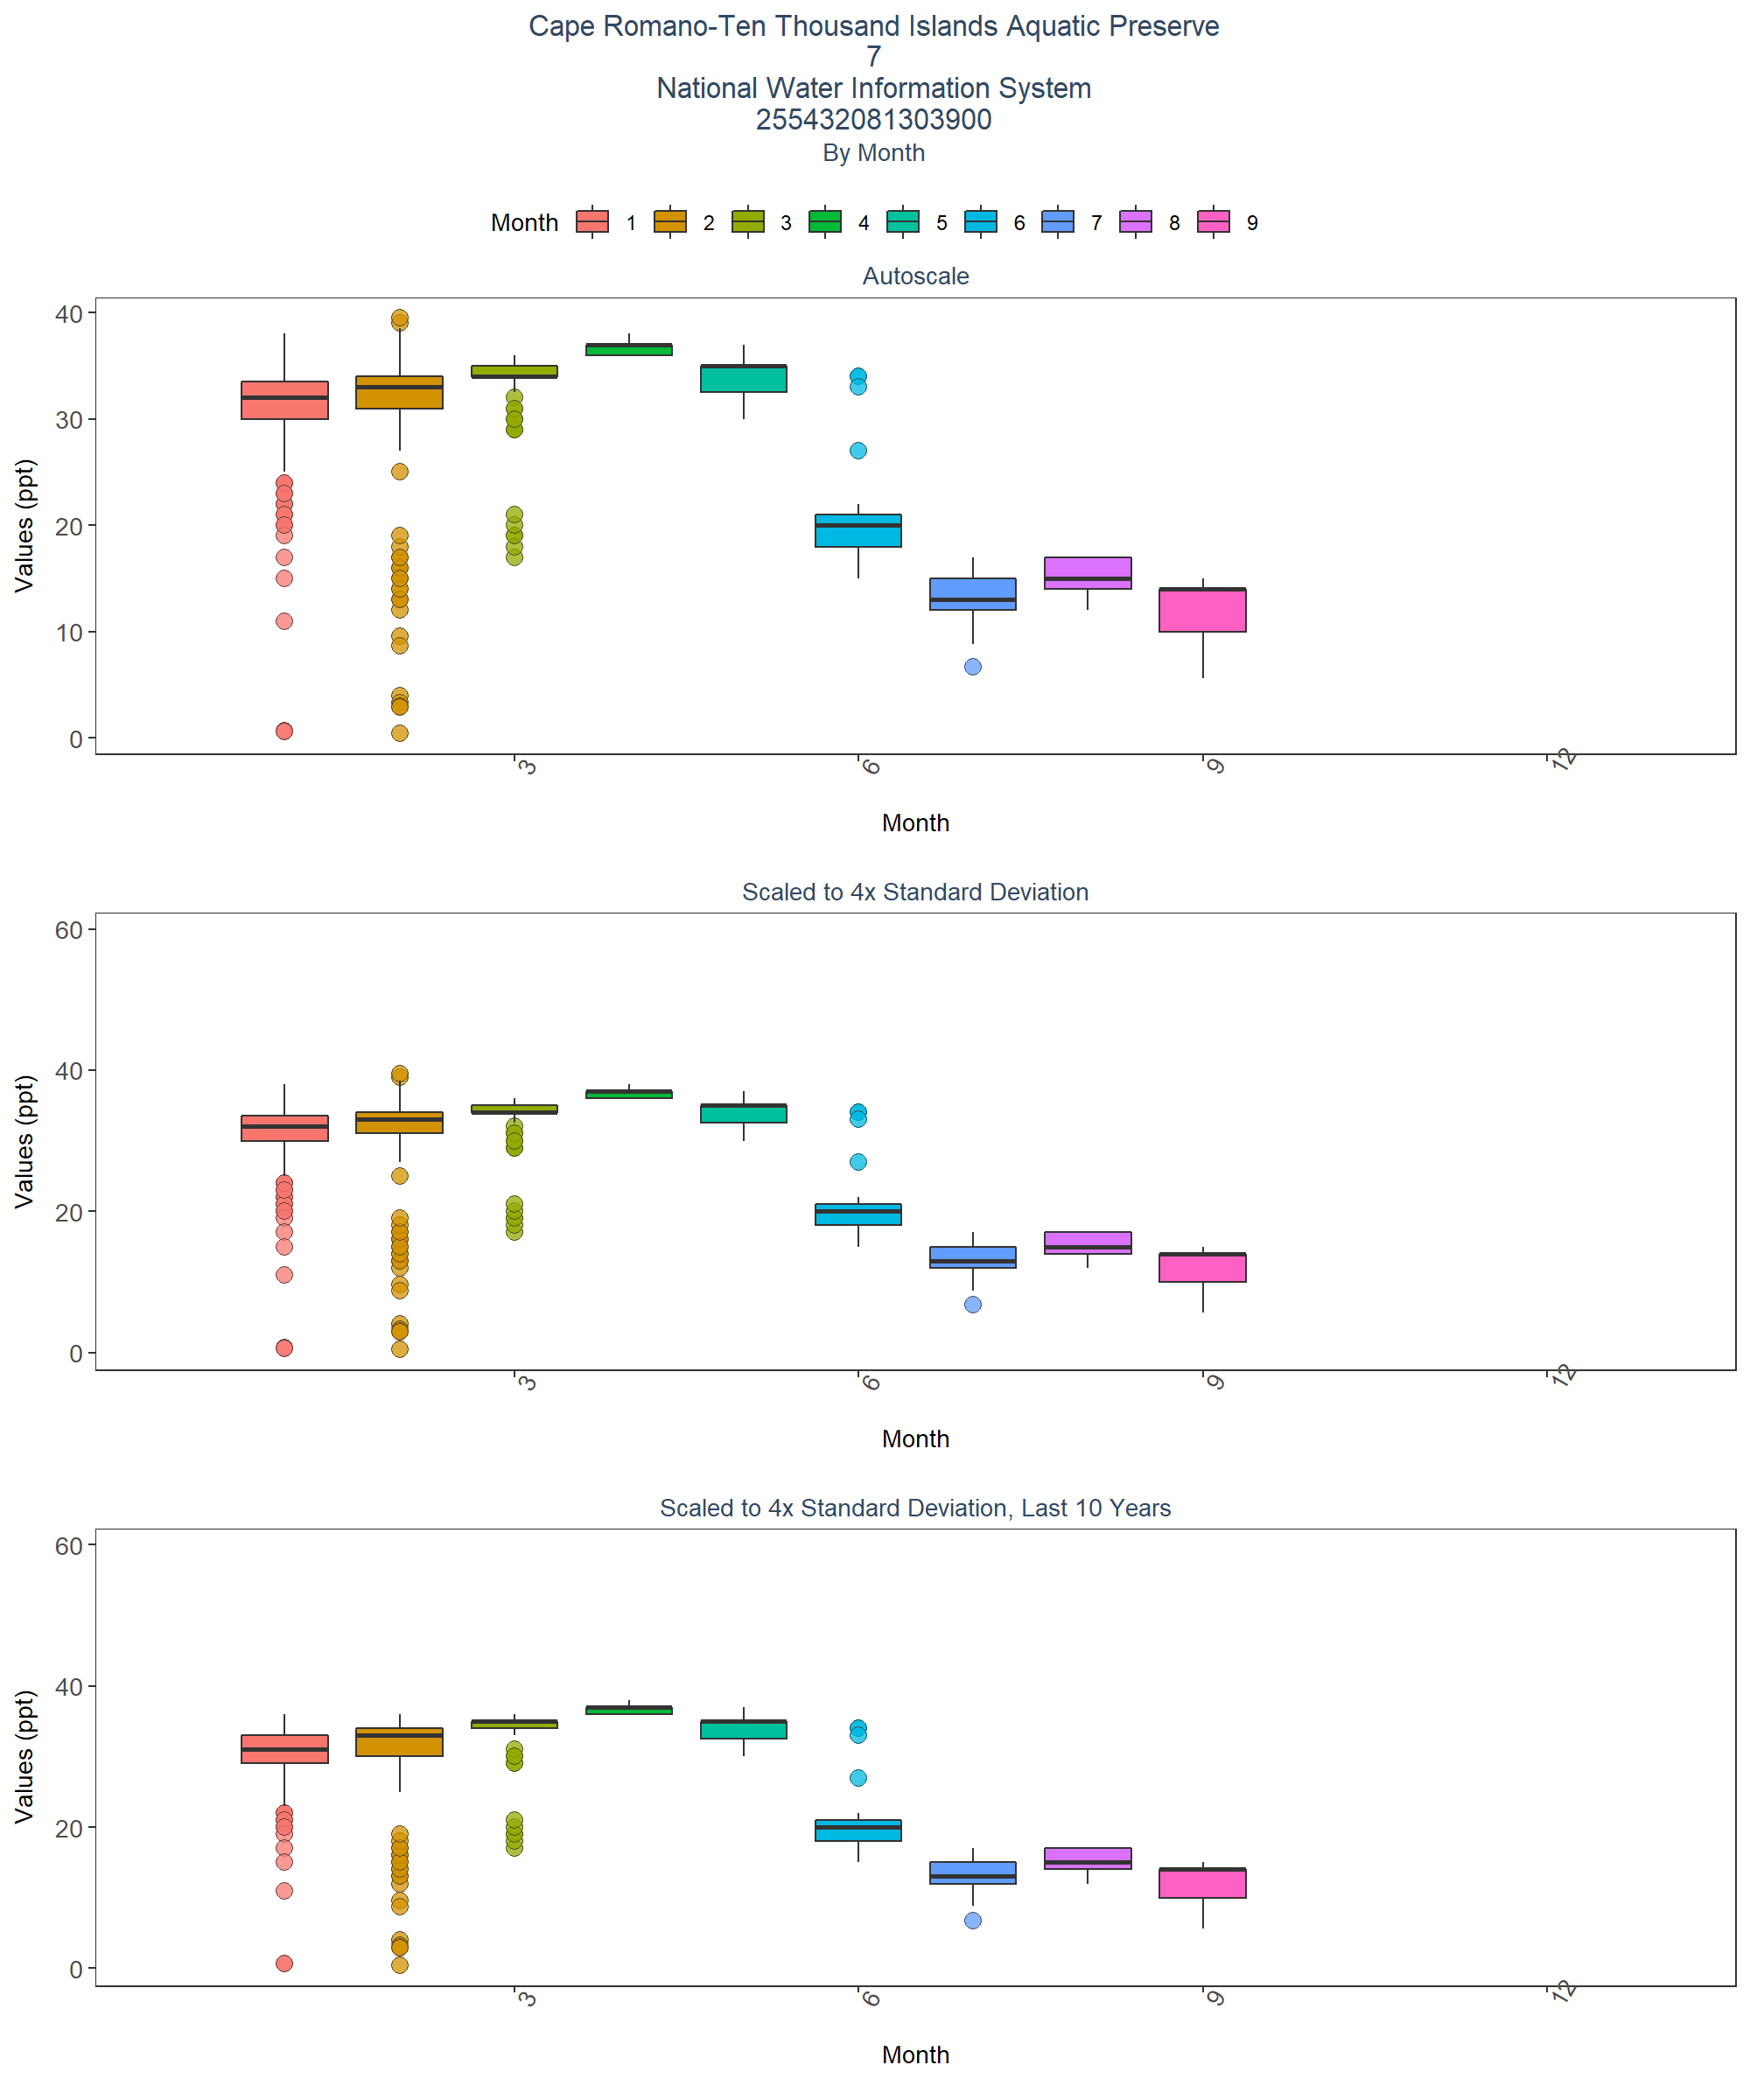 Cape Romano-Ten Thousand Islands Aquatic Preserve
7
National Water Information System
255432081303900
By Month
Month 1 2 3 4 5 6 7 8 9
Autoscale
Values (ppt)
40
30
20
10
0
3 6 9 12
Month
Scaled to 4x Standard Deviation
Values (ppt)
60
40
20
0
3 6 9 12
Month
Scaled to 4x Standard Deviation, Last 10 Years
Values (ppt)
60
40
20
0
3 6 9 12
Month